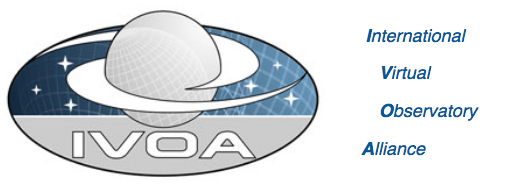 IVOA
International
Virtual
Observatory
Alliance